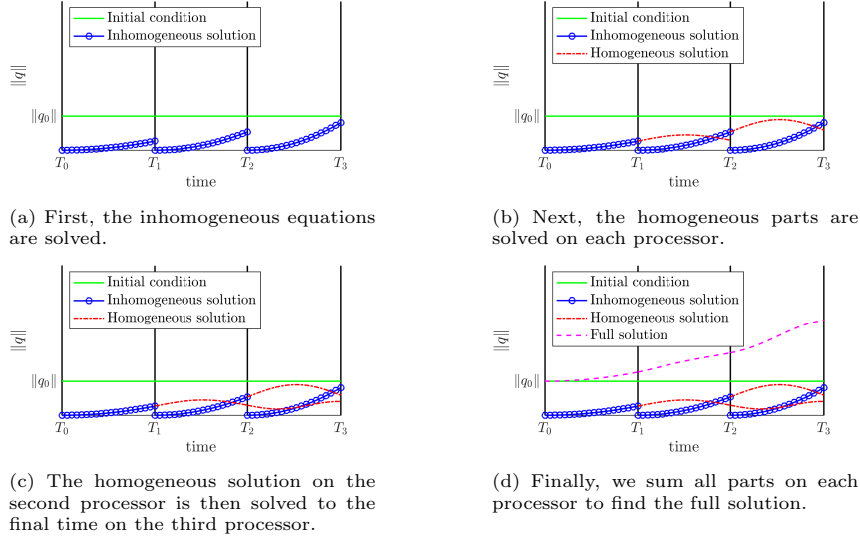 Initial condition
Inhomogeneous solution
‖q‖
‖q₀‖
T₀ T₁ T₂ T₃
time
(a) First, the inhomogeneous equations
are solved.
Initial condition
Inhomogeneous solution
Homogeneous solution
‖q‖
‖q₀‖
T₀ T₁ T₂ T₃
time
(b) Next, the homogeneous parts are
solved on each processor.
Initial condition
Inhomogeneous solution
Homogeneous solution
‖q‖
‖q₀‖
T₀ T₁ T₂ T₃
time
(c) The homogeneous solution on the
second processor is then solved to the
final time on the third processor.
Initial condition
Inhomogeneous solution
Homogeneous solution
Full solution
‖q‖
‖q₀‖
T₀ T₁ T₂ T₃
time
(d) Finally, we sum all parts on each
processor to find the full solution.